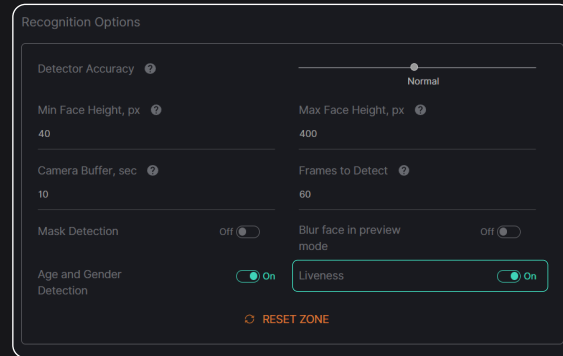 Recognition Options
Detector Accuracy ?
Normal
Min Face Height, px ?
Max Face Height, px ?
40
400
Camera Buffer, sec ?
Frames to Detect ?
10
60
Mask Detection
Off
Blur face in preview
mode
Off
Age and Gender
Detection
On
Liveness
On
RESET ZONE